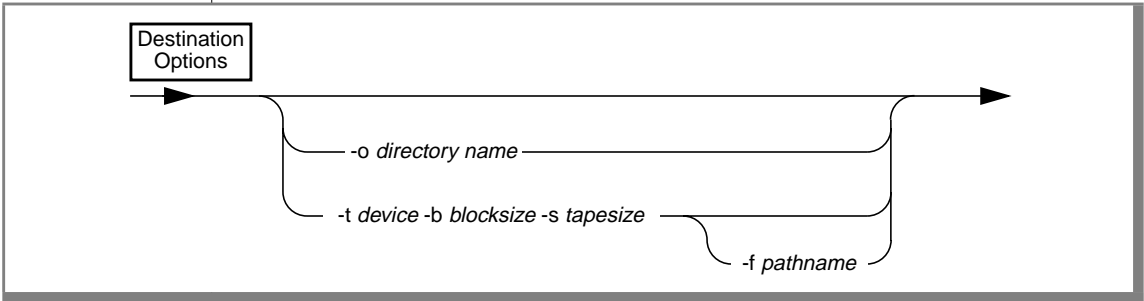 Destination
Options
-o directory name
-t device -b blocksize -s tapesize
-f pathname